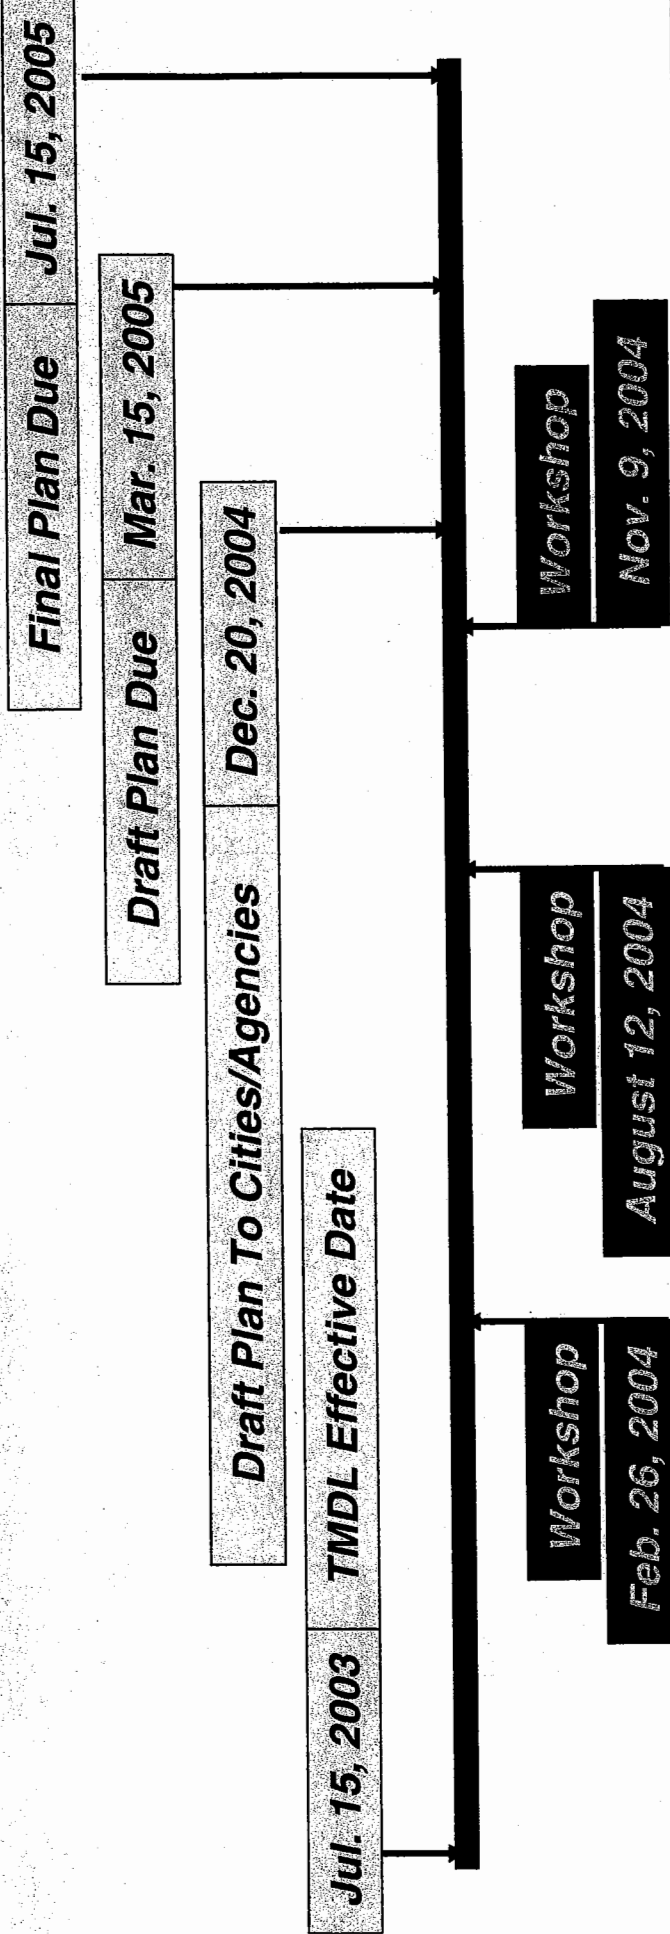 Final Plan Due Jul. 15, 2005
Draft Plan Due Mar. 15, 2005
Draft Plan To Cities/Agencies Dec. 20, 2004
Jul. 15, 2003 TMDL Effective Date
Workshop
Feb. 26, 2004
Workshop
August 12, 2004
Workshop
Nov. 9, 2004